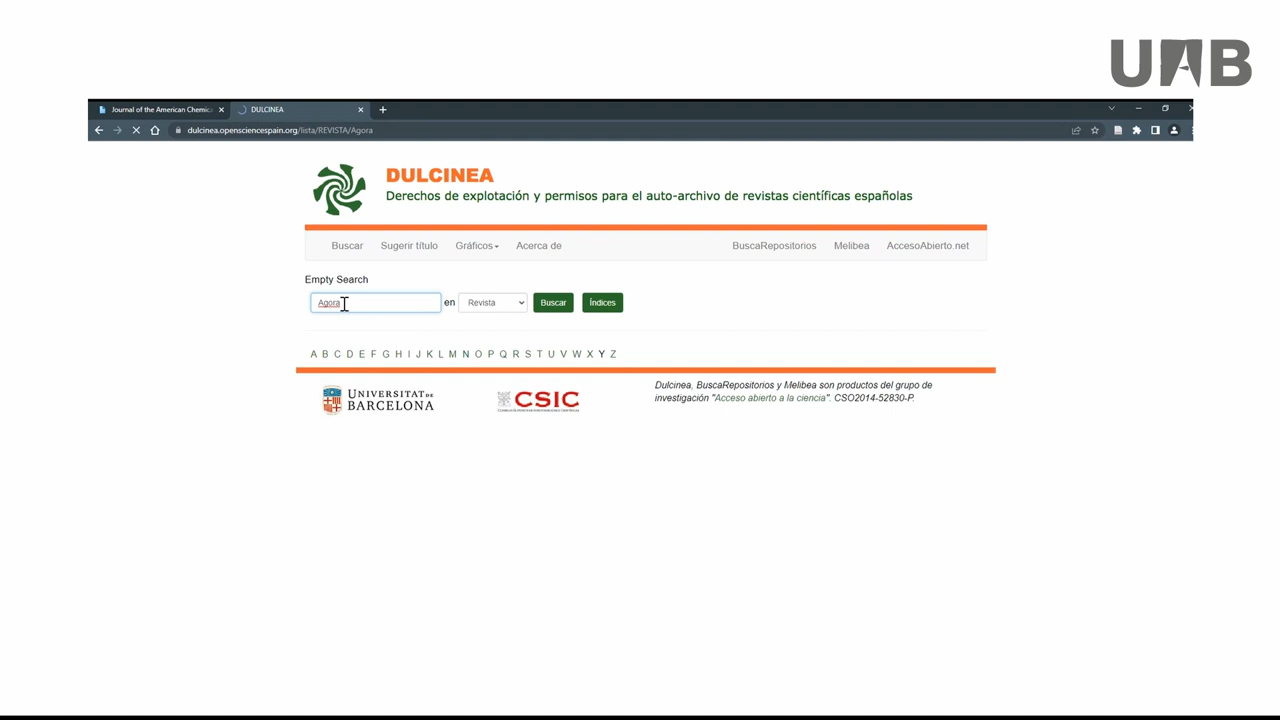 UAB
Journal of the American Chemic
DULCINEA
dulcinea.opensciencespain.org/lista/REVISTA/Agora
DULCINEA
Derechos de explotación y permisos para el auto-archivo de revistas científicas españolas
Buscar Sugerir título Gráficos Acerca de BuscaRepositorios Melibea AccesoAbierto.net
Empty Search
Agora en Revista Buscar Índices
A B C D E F G H I J K L M N O P Q R S T U V W X Y Z
UNIVERSITAT DE
BARCELONA
CSIC
Dulcinea, BuscaRepositorios y Melibea son productos del grupo de
investigación "Acceso abierto a la ciencia". CSO2014-52830-P.